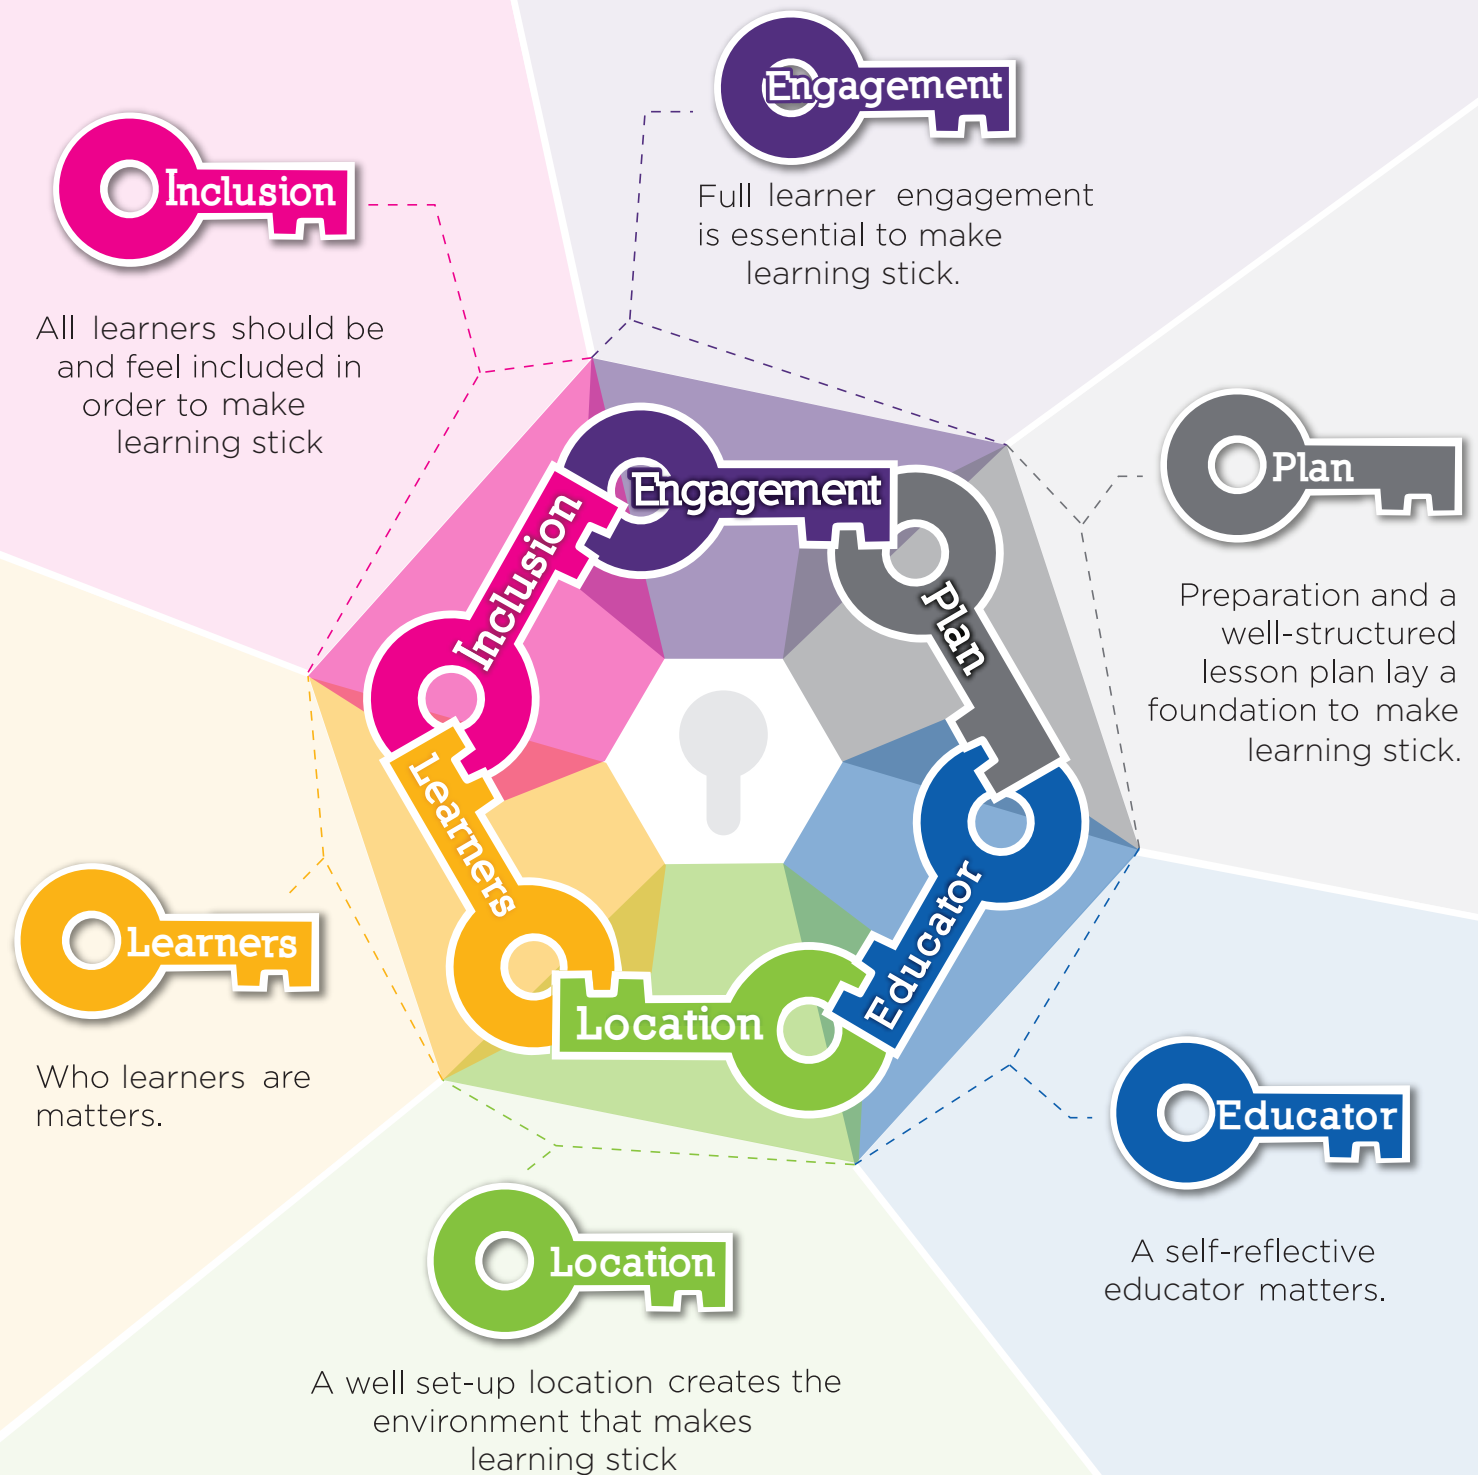 Engagement
Full learner engagement
is essential to make
learning stick.
Inclusion
All learners should be
and feel included in
order to make
learning stick
Plan
Preparation and a
well-structured
lesson plan lay a
foundation to make
learning stick.
Engagement
Inclusion
Plan
Learners
Educator
Location
Learners
Who learners are
matters.
Educator
A self-reflective
educator matters.
Location
A well set-up location creates the
environment that makes
learning stick